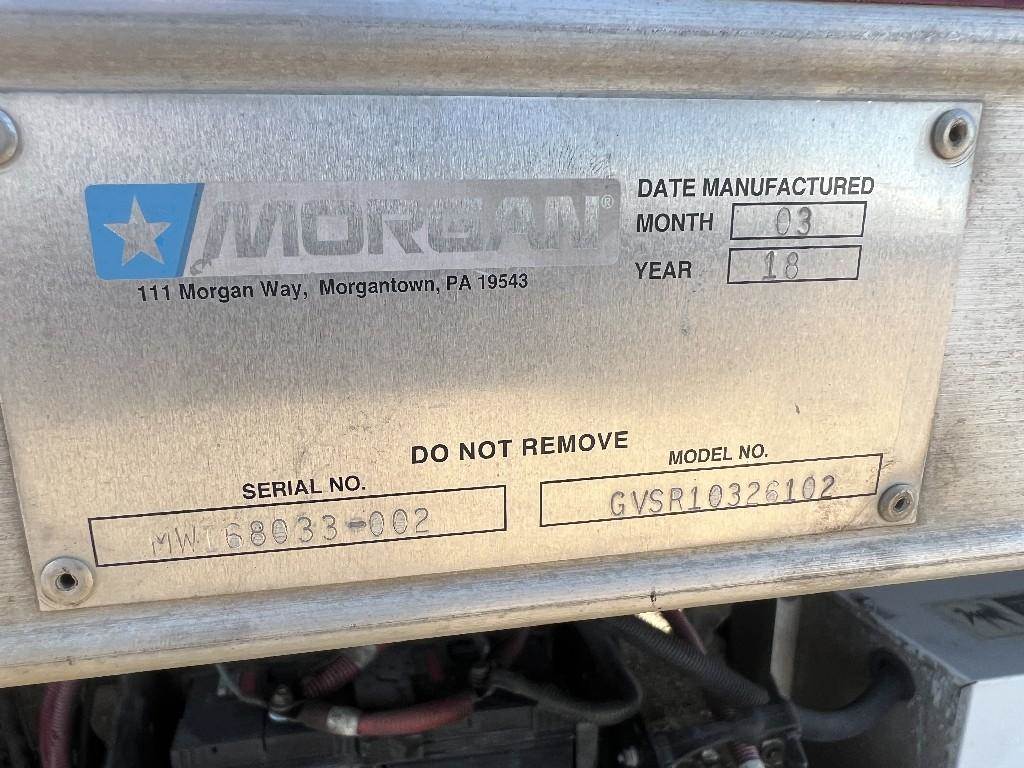 MORGAN®
111 Morgan Way, Morgantown, PA 19543
DATE MANUFACTURED
MONTH 03
YEAR 18
DO NOT REMOVE
SERIAL NO.
MWI68033-002
MODEL NO.
GVSR10326102